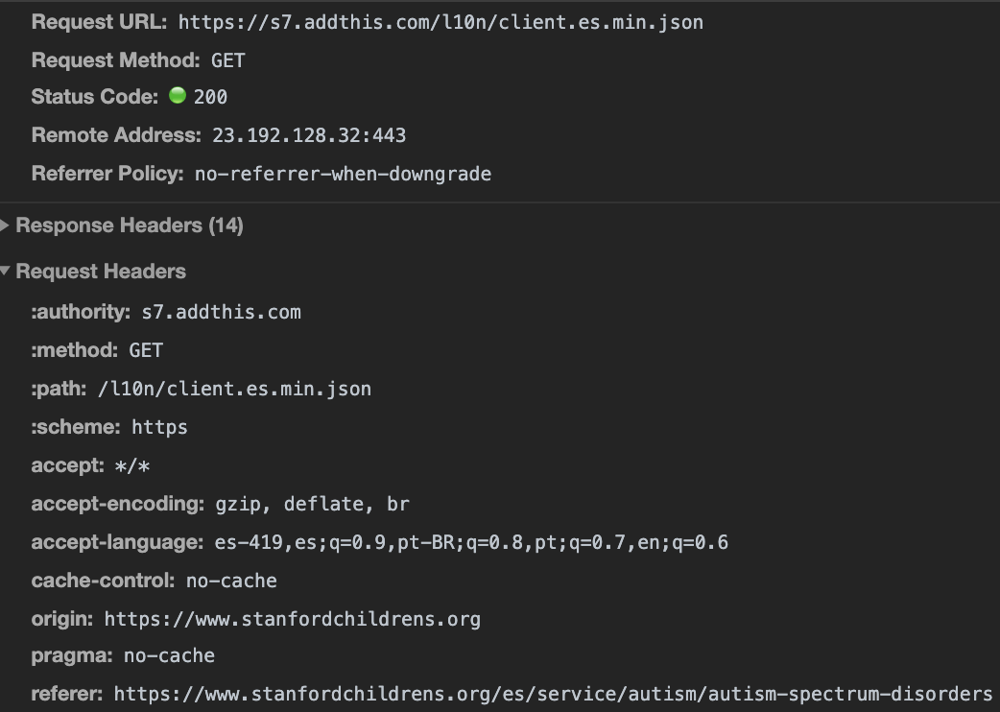 Request URL: https://s7.addthis.com/l10n/client.es.min.json
Request Method: GET
Status Code: 200
Remote Address: 23.192.128.32:443
Referrer Policy: no-referrer-when-downgrade
Response Headers (14)
Request Headers
:authority: s7.addthis.com
:method: GET
:path: /l10n/client.es.min.json
:scheme: https
accept: */*
accept-encoding: gzip, deflate, br
accept-language: es-419,es;q=0.9,pt-BR;q=0.8,pt;q=0.7,en;q=0.6
cache-control: no-cache
origin: https://www.stanfordchildrens.org
pragma: no-cache
referer: https://www.stanfordchildrens.org/es/service/autism/autism-spectrum-disorders